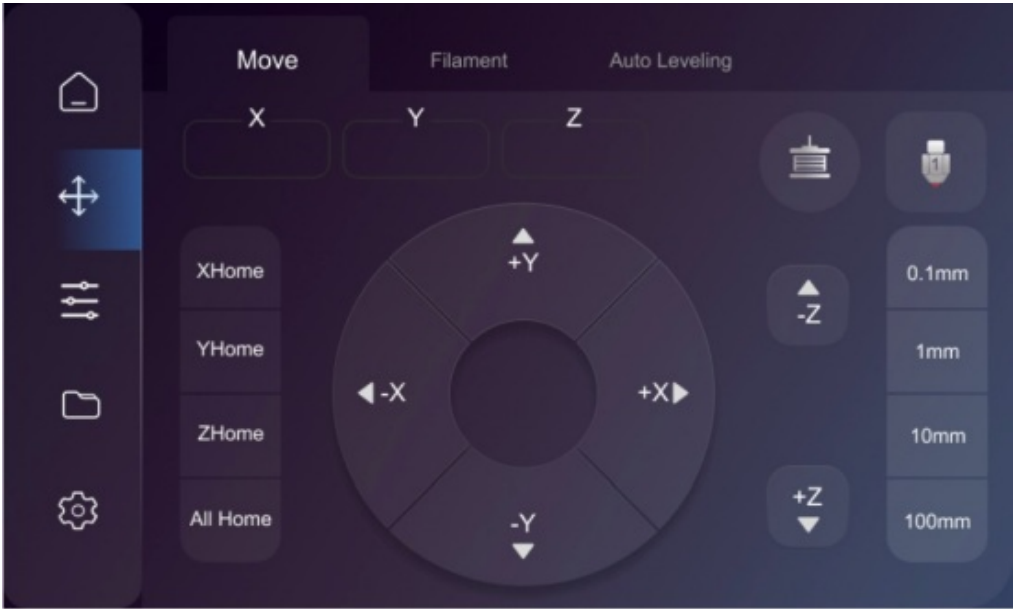 Move Filament Auto Leveling
X Y Z
1
XHome
YHome
ZHome
All Home
+Y
-X
+X
-Y
-Z
+Z
0.1mm
1mm
10mm
100mm